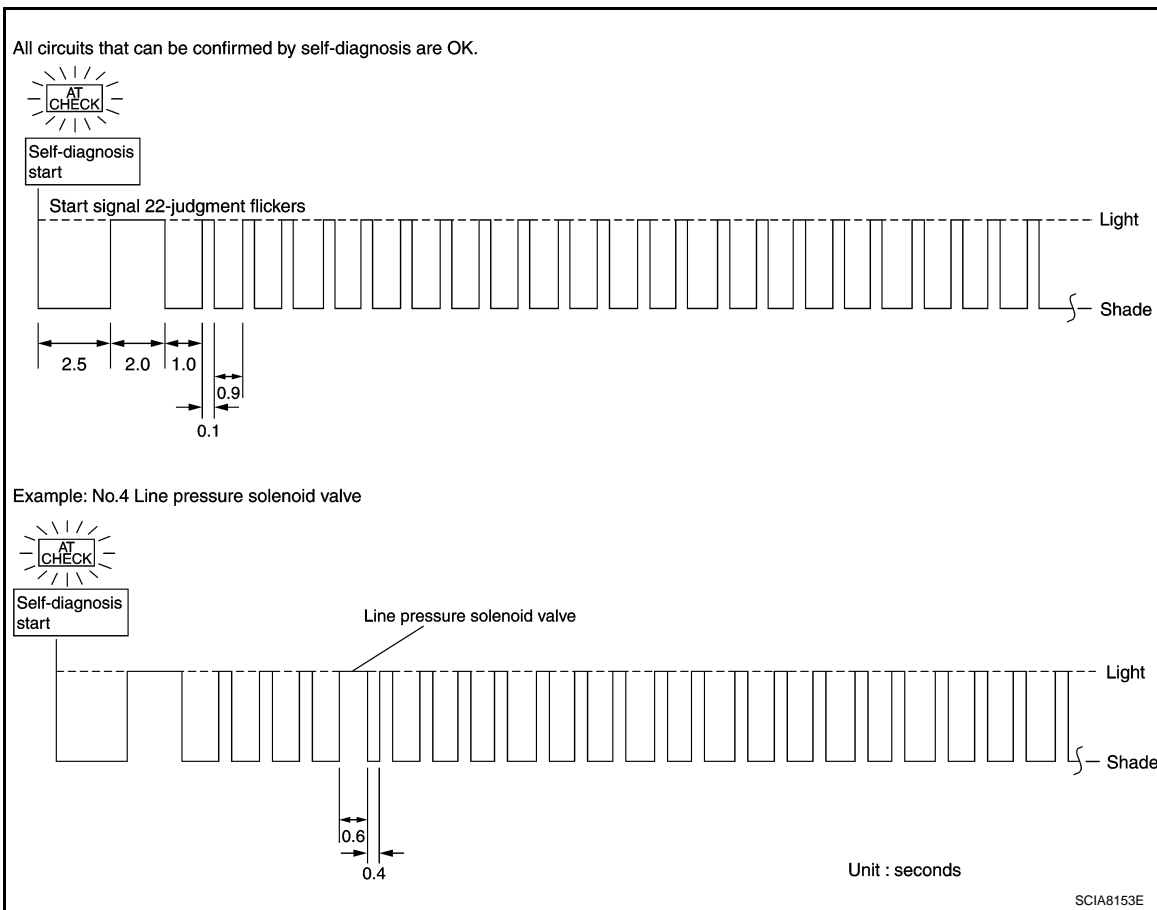 All circuits that can be confirmed by self-diagnosis are OK.
AT
CHECK
Self-diagnosis
start
Start signal 22-judgment flickers
Light
Shade
2.5
2.0
1.0
0.9
0.1
Example: No.4 Line pressure solenoid valve
AT
CHECK
Self-diagnosis
start
Line pressure solenoid valve
Light
Shade
0.6
0.4
Unit : seconds
SCIA8153E